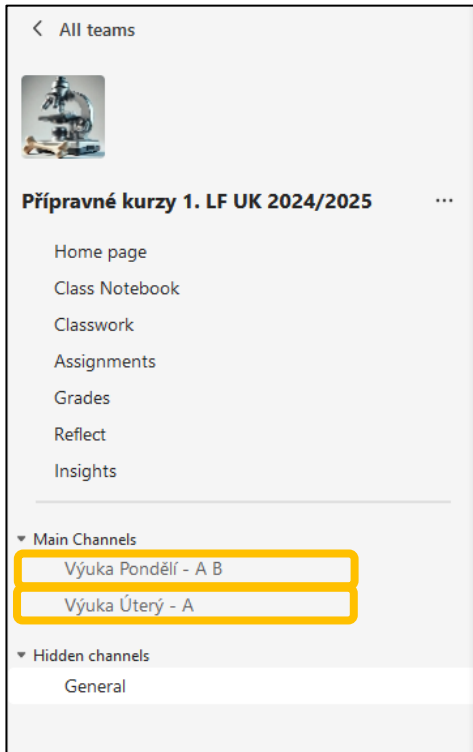 All teams
Přípravné kurzy 1. LF UK 2024/2025 ...
Home page
Class Notebook
Classwork
Assignments
Grades
Reflect
Insights
Main Channels
Výuka Pondělí - A B
Výuka Úterý - A
Hidden channels
General